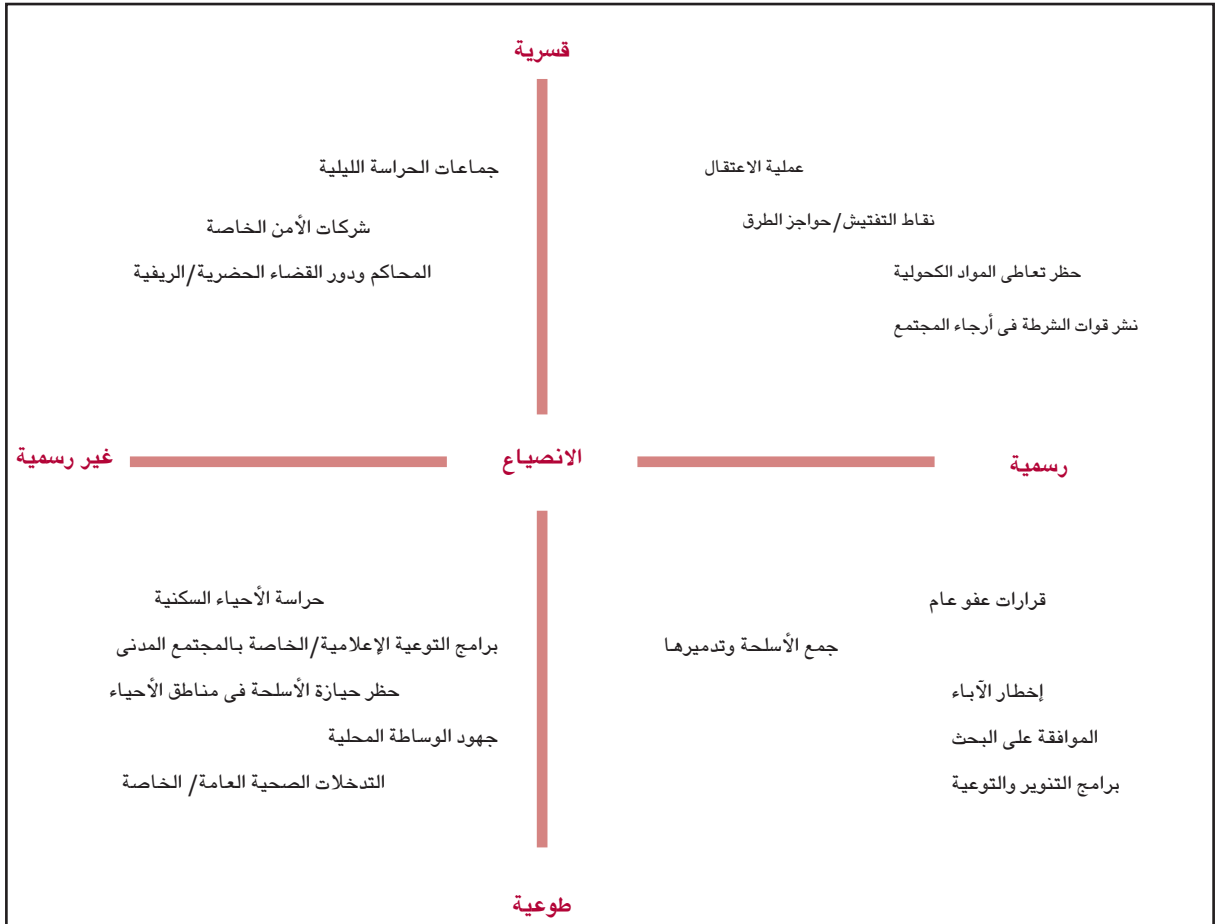 قسرية
عملية الاعتقال
نقاط التفتيش/حواجز الطرق
حظر تعاطى المواد الكحولية
نشر قوات الشرطة فى أرجاء المجتمع
جماعات الحراسة الليلية
شركات الأمن الخاصة
المحاكم ودور القضاء الحضرية/الريفية
رسمية
الانصياع
غير رسمية
قرارات عفو عام
جمع الأسلحة وتدميرها
إخطار الآباء
الموافقة على البحث
برامج التنوير والتوعية
حراسة الأحياء السكنية
برامج التوعية الإعلامية/الخاصة بالمجتمع المدنى
حظر حيازة الأسلحة فى مناطق الأحياء
جهود الوساطة المحلية
التدخلات الصحية العامة/ الخاصة
طوعية